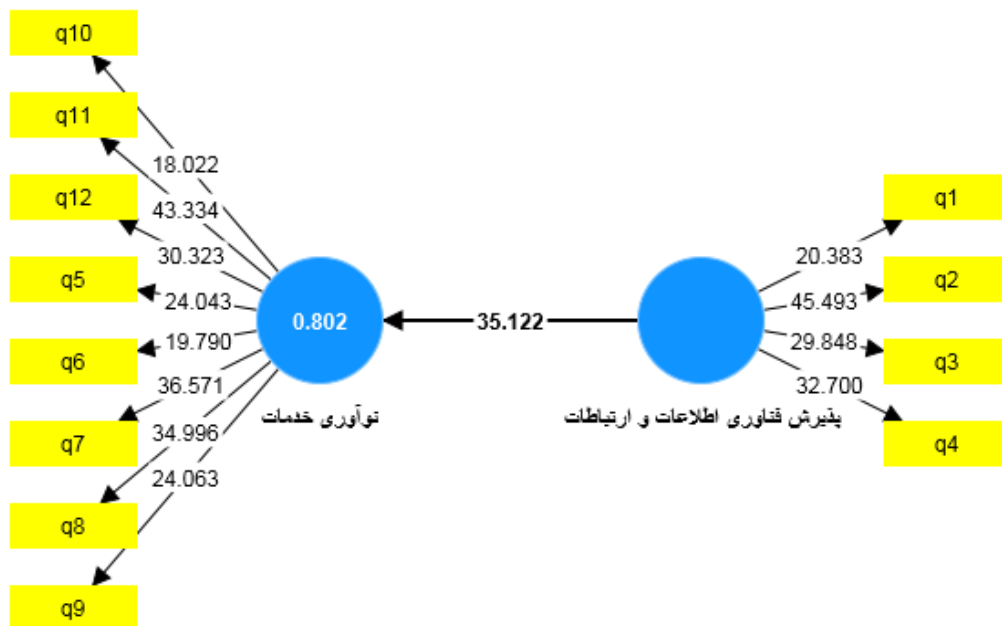 q10
q11
q12
q5
q6
q7
q8
q9
18.022
43.334
30.323
24.043
19.790
36.571
34.996
24.063
0.802
نوآوری خدمات
35.122
پذیرش فناوری اطلاعات و ارتباطات
20.383
45.493
29.848
32.700
q1
q2
q3
q4